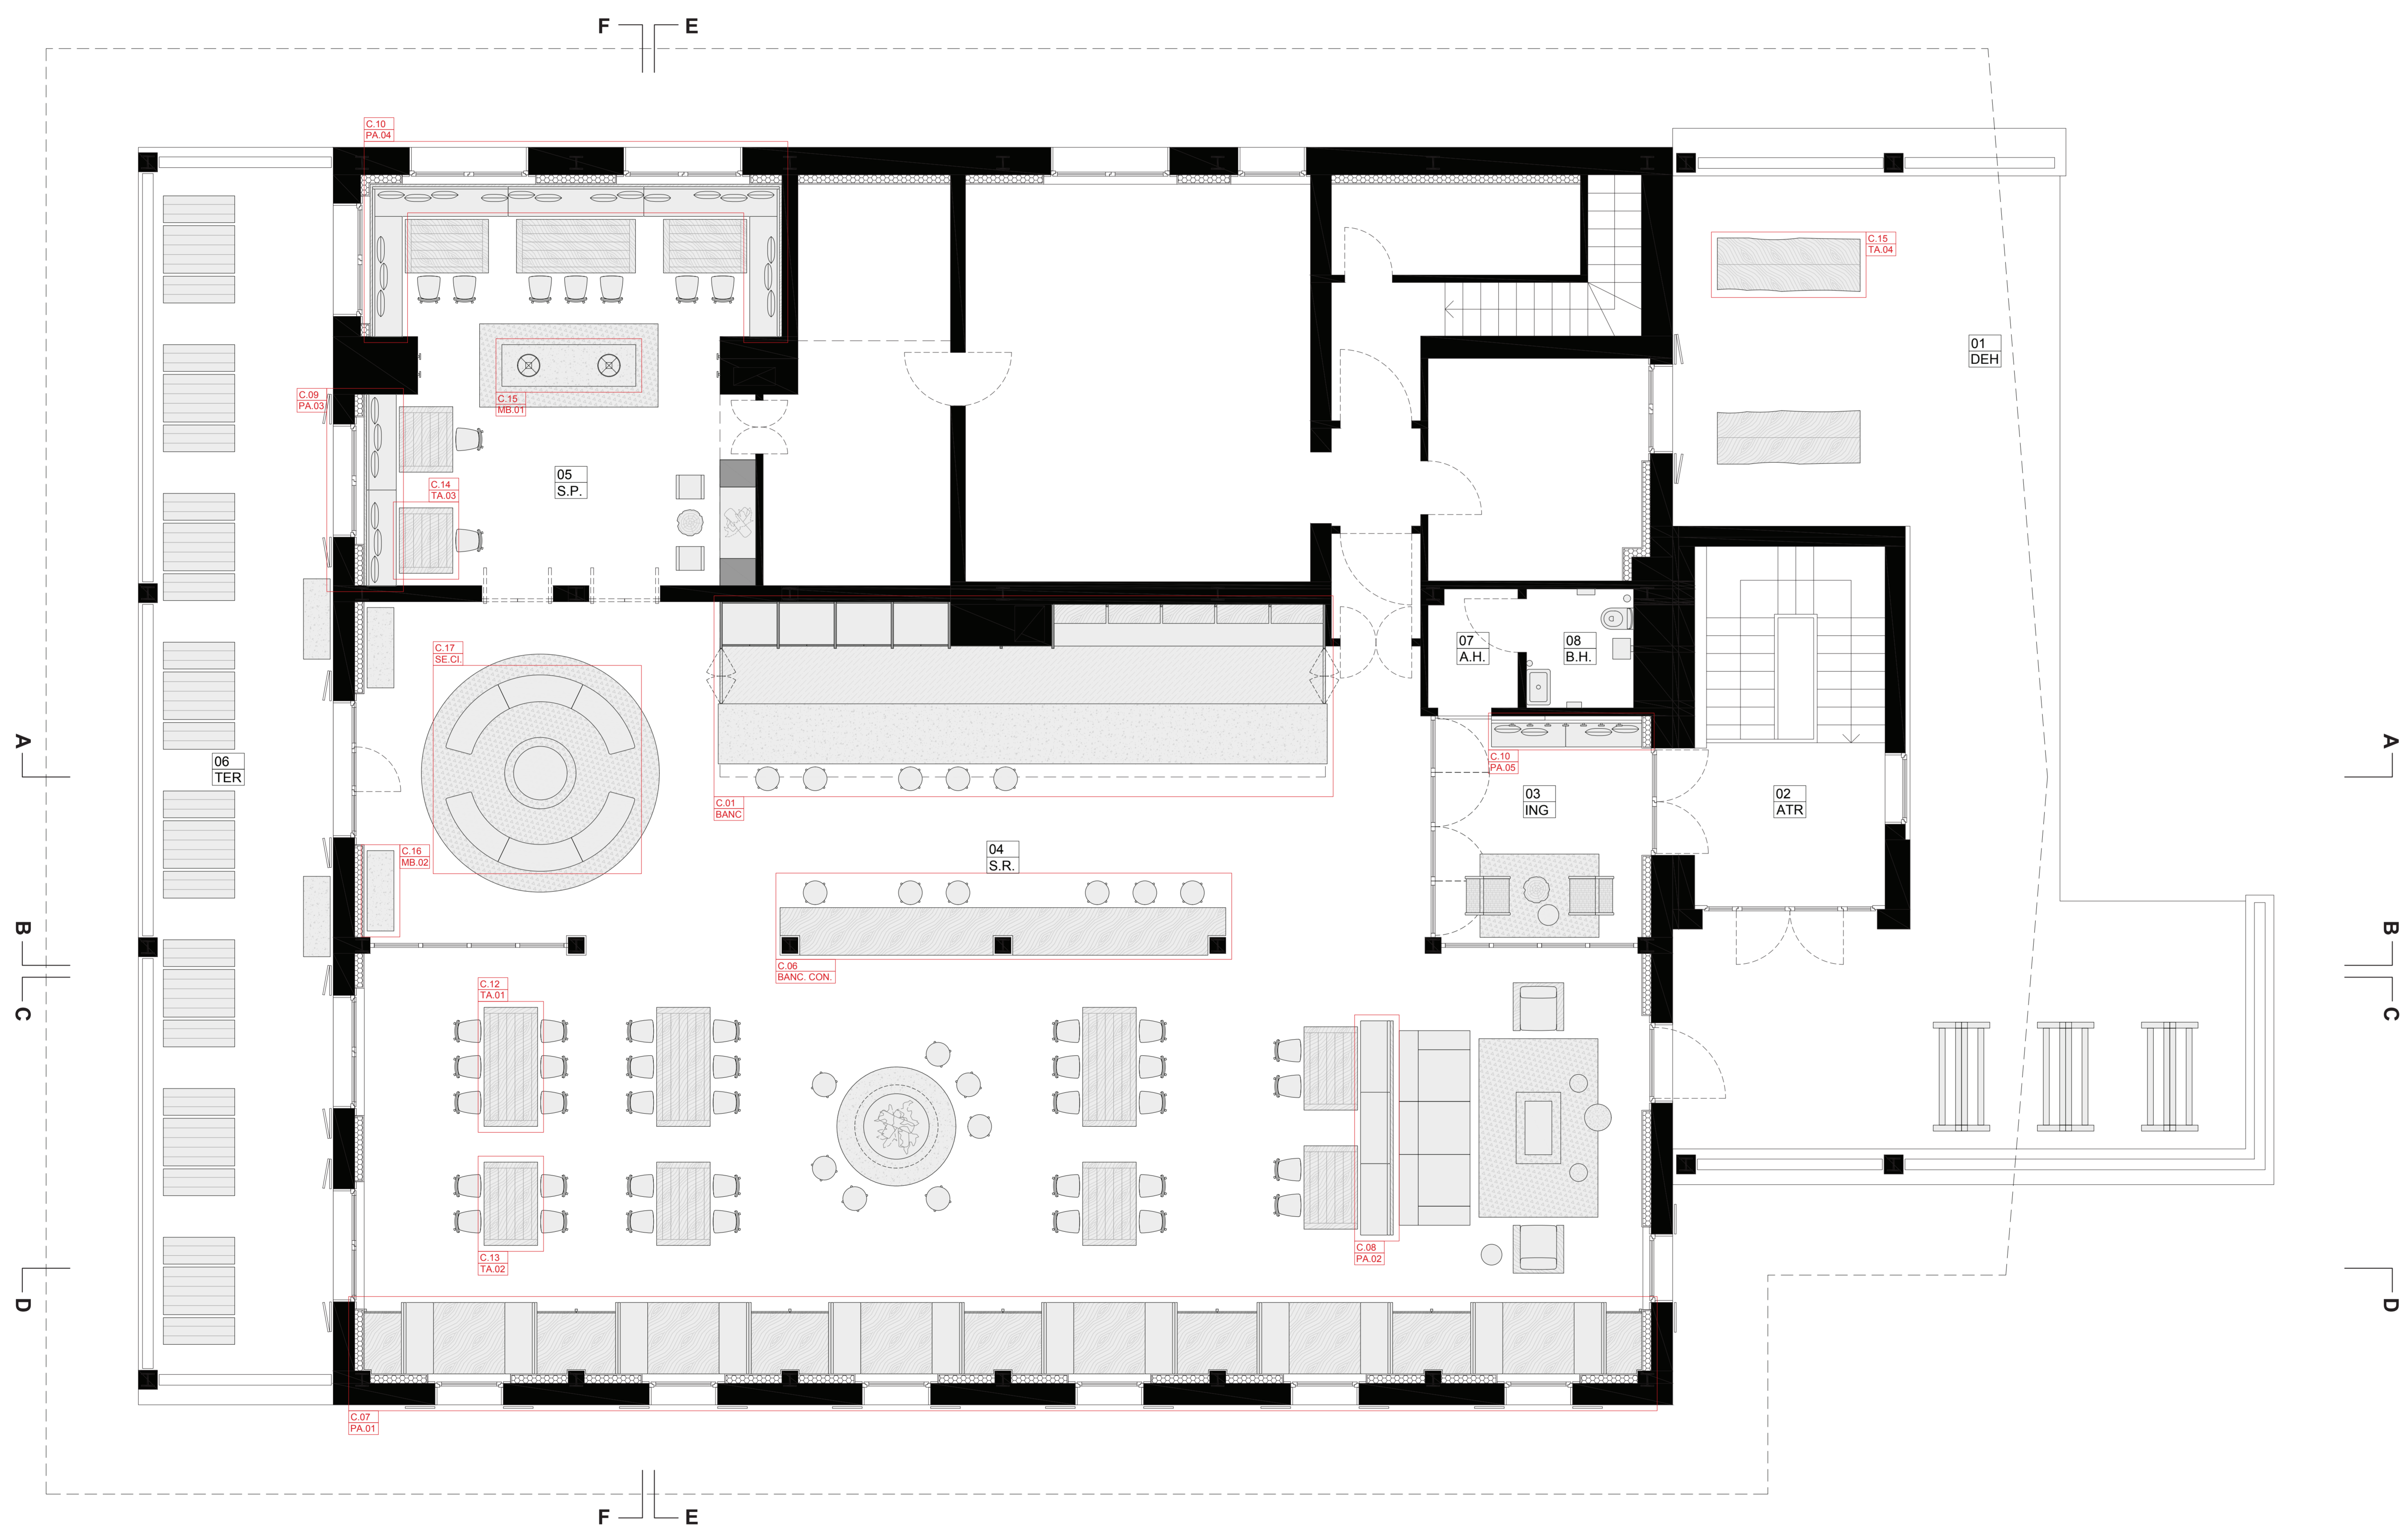 F E
C.10
PA.04
C.15
TA.04
01
DEH
C.09
PA.03
C.15
MB.01
05
S.P.
C.14
TA.03
C.17
SE.CI.
07
A.H.
08
B.H.
A
06
TER
C.10
PA.05
A
C.01
BANC
03
ING
02
ATR
04
S.R.
C.16
MB.02
B
B
C.06
BANC. CON.
C
C.12
TA.01
C
C.08
PA.02
C.13
TA.02
D
D
C.07
PA.01
F E